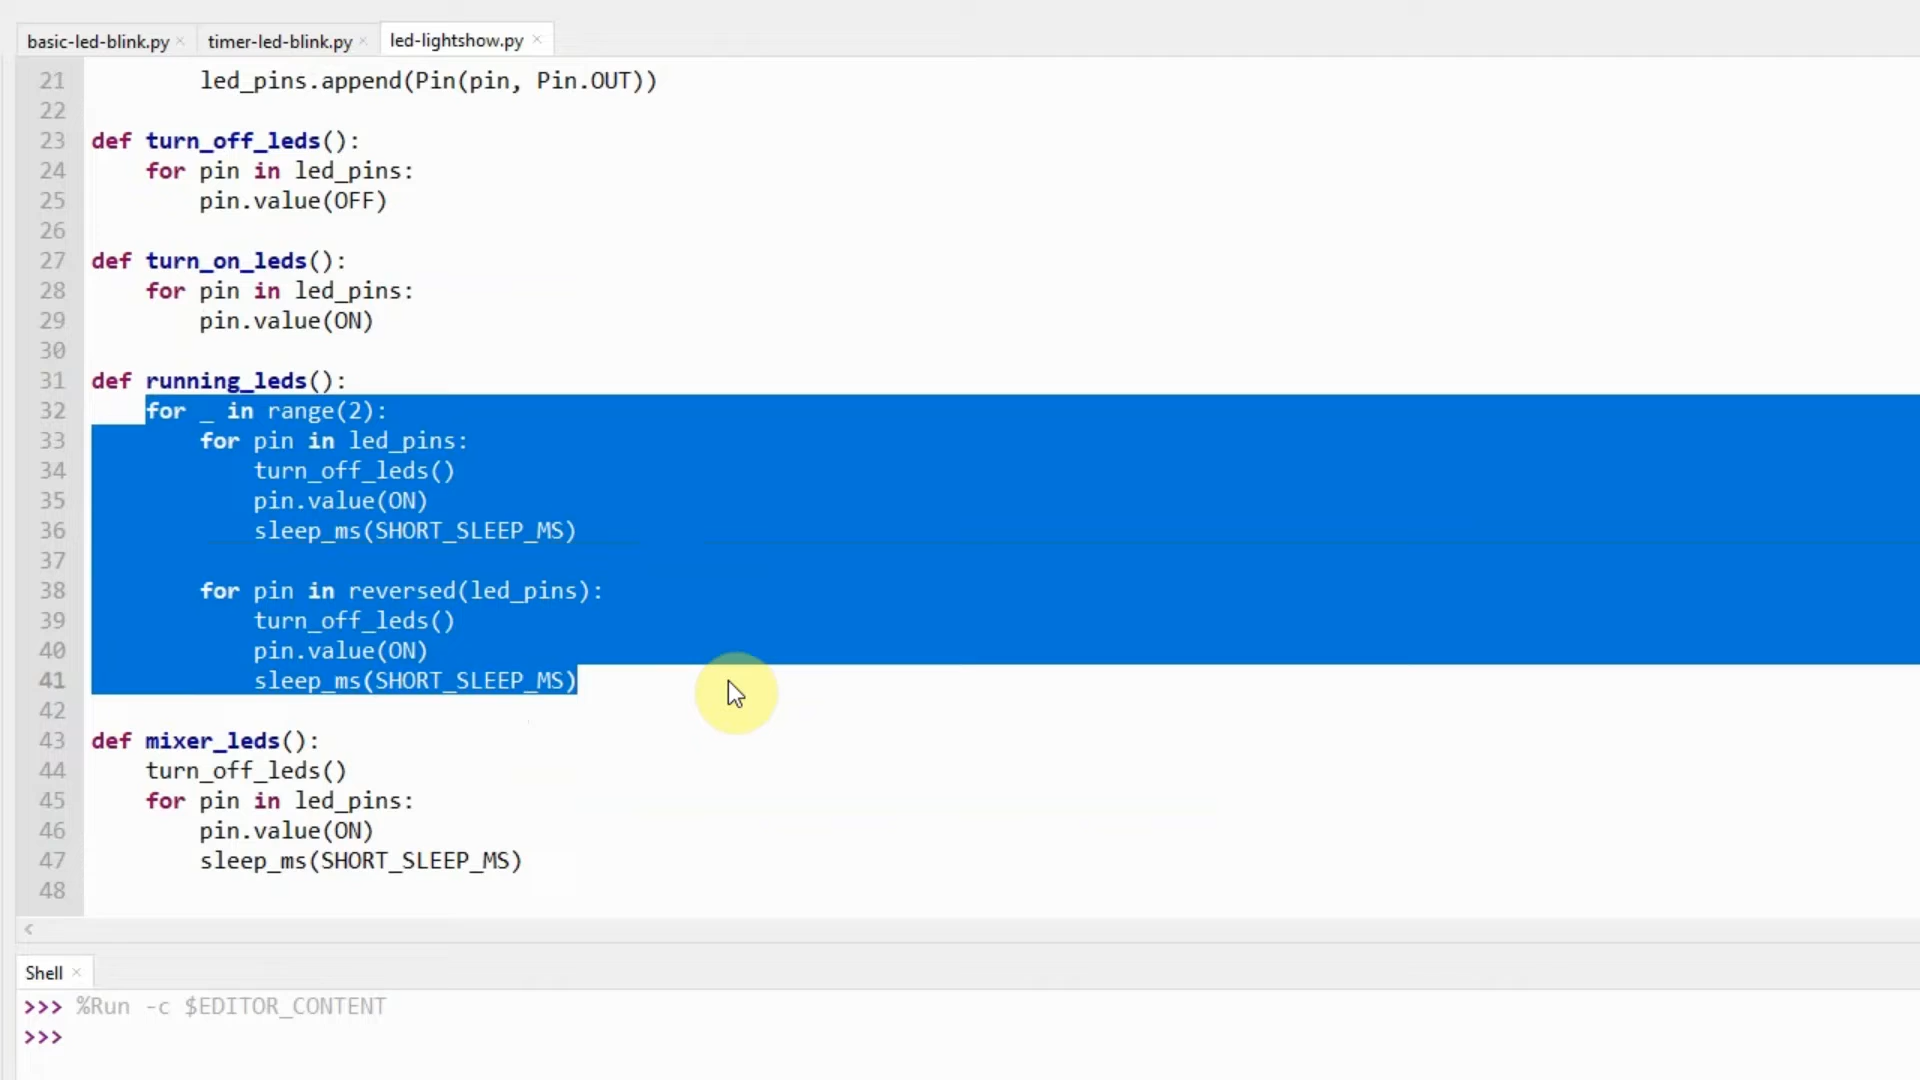 basic-led-blink.py × timer-led-blink.py × led-lightshow.py ×
21 led_pins.append(Pin(pin, Pin.OUT))
22
23 def turn_off_leds():
24 for pin in led_pins:
25 pin.value(OFF)
26
27 def turn_on_leds():
28 for pin in led_pins:
29 pin.value(ON)
30
31 def running_leds():
32 for _ in range(2):
33 for pin in led_pins:
34 turn_off_leds()
35 pin.value(ON)
36 sleep_ms(SHORT_SLEEP_MS)
37
38 for pin in reversed(led_pins):
39 turn_off_leds()
40 pin.value(ON)
41 sleep_ms(SHORT_SLEEP_MS)
42
43 def mixer_leds():
44 turn_off_leds()
45 for pin in led_pins:
46 pin.value(ON)
47 sleep_ms(SHORT_SLEEP_MS)
48
Shell ×
>>> %Run -c $EDITOR_CONTENT
>>>